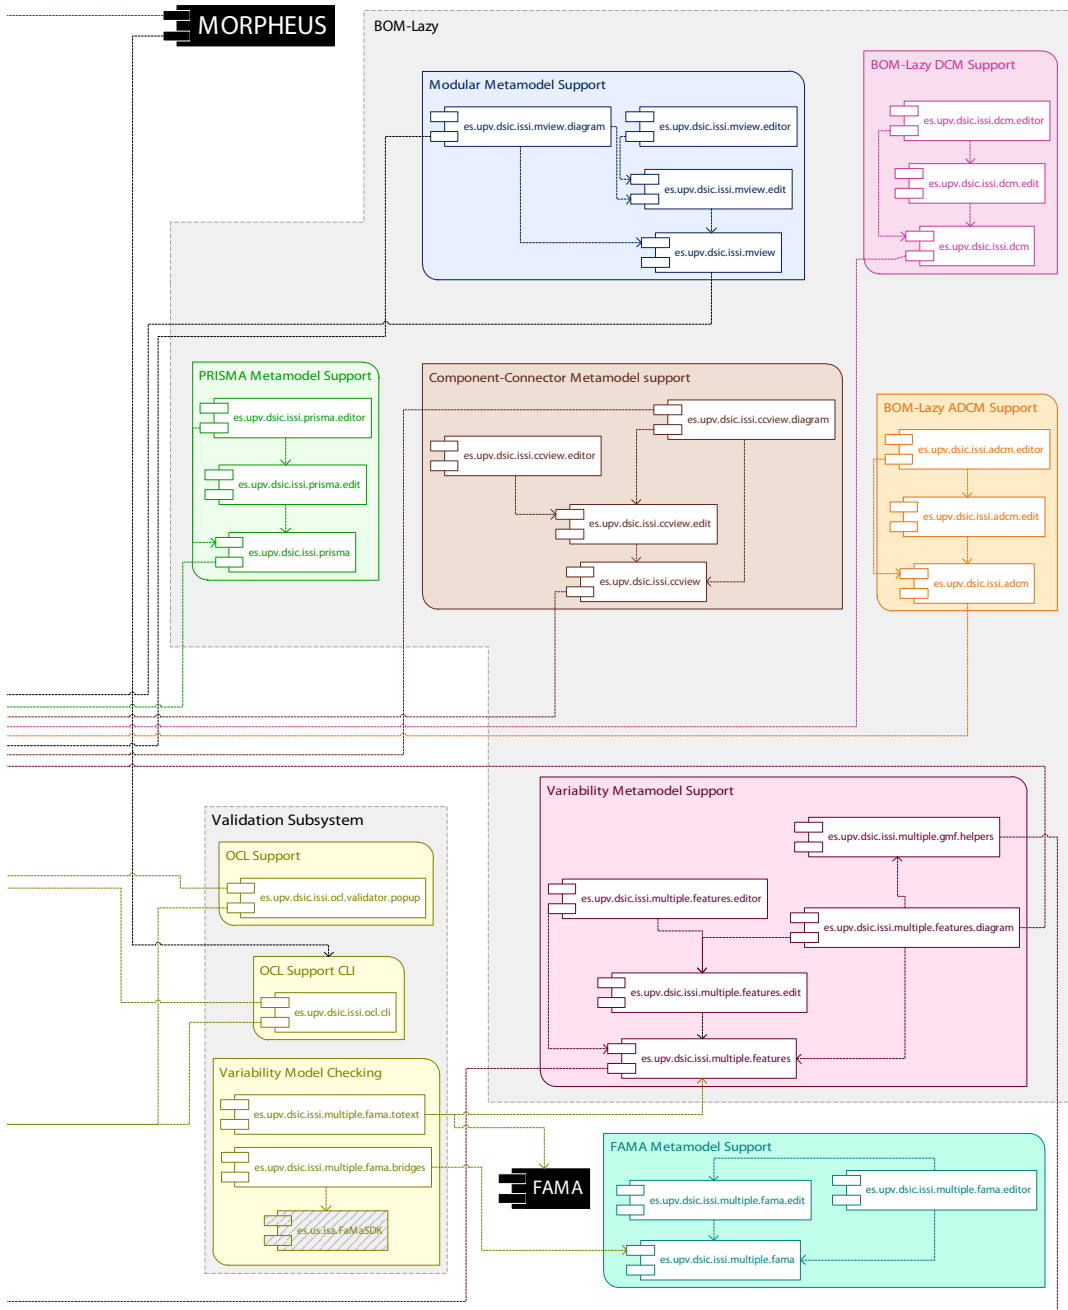 MORPHEUS
BOM-Lazy
Modular Metamodel Support
es.upv.dsic.issi.mview.diagram
es.upv.dsic.issi.mview.editor
es.upv.dsic.issi.mview.edit
es.upv.dsic.issi.mview
BOM-Lazy DCM Support
es.upv.dsic.issi.dcm.editor
es.upv.dsic.issi.dcm.edit
es.upv.dsic.issi.dcm
PRISMA Metamodel Support
es.upv.dsic.issi.prisma.editor
es.upv.dsic.issi.prisma.edit
es.upv.dsic.issi.prisma
Component-Connector Metamodel support
es.upv.dsic.issi.ccview.diagram
es.upv.dsic.issi.ccview.editor
es.upv.dsic.issi.ccview.edit
es.upv.dsic.issi.ccview
BOM-Lazy ADCM Support
es.upv.dsic.issi.adcm.editor
es.upv.dsic.issi.adcm.edit
es.upv.dsic.issi.adcm
Variability Metamodel Support
es.upv.dsic.issi.multiple.gmf.helpers
es.upv.dsic.issi.multiple.features.editor
es.upv.dsic.issi.multiple.features.diagram
es.upv.dsic.issi.multiple.features.edit
es.upv.dsic.issi.multiple.features
Validation Subsystem
OCL Support
es.upv.dsic.issi.ocl.validator.popup
OCL Support CLI
es.upv.dsic.issi.ocl.cli
Variability Model Checking
es.upv.dsic.issi.multiple.fama.totext
es.upv.dsic.issi.multiple.fama.bridges
es.us.isa.FaMaSDK
FAMA
FAMA Metamodel Support
es.upv.dsic.issi.multiple.fama.edit
es.upv.dsic.issi.multiple.fama.editor
es.upv.dsic.issi.multiple.fama